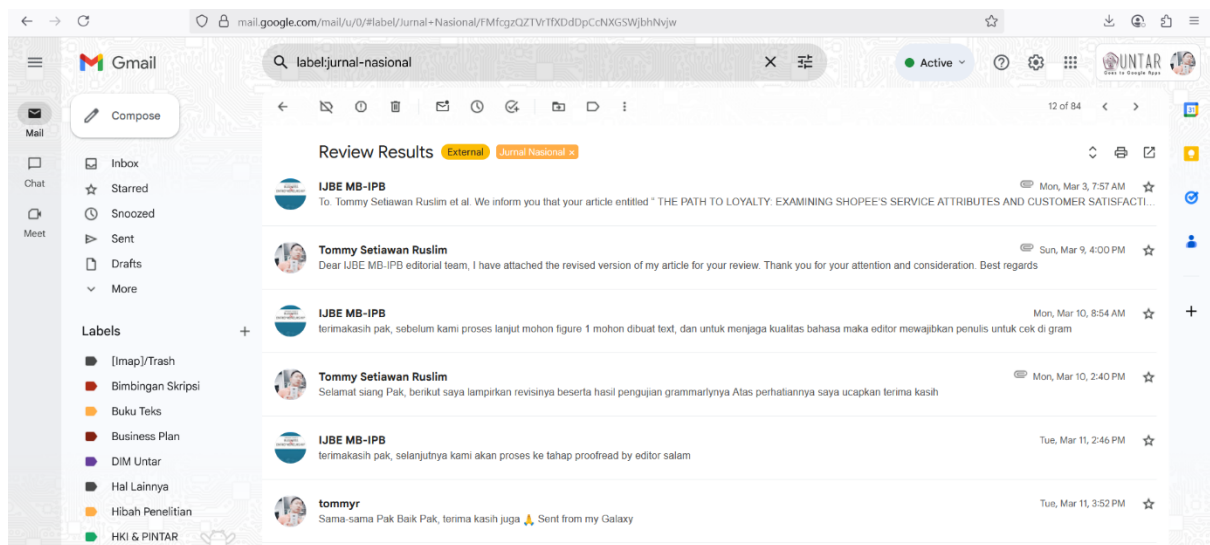 mail.google.com/mail/u/0/#label/Jurnal+Nasional/FMfcgzQZTVrTfXDdDpCcNXGSWjbhNvjw
Gmail
label:jurnal-nasional
Active
UNTAR
Goes to Google Apps
Mail
Chat
Meet
Compose
Inbox
Starred
Snoozed
Sent
Drafts
More
Labels
[Imap]/Trash
Bimbingan Skripsi
Buku Teks
Business Plan
DIM Untar
Hal Lainnya
Hibah Penelitian
HKI & PINTAR
12 of 84
31
Review Results External Jurnal Nasional ×
IJBE MB-IPB Mon, Mar 3, 7:57 AM
To. Tommy Setiawan Ruslim et al. We inform you that your article entitled “ THE PATH TO LOYALTY: EXAMINING SHOPEE'S SERVICE ATTRIBUTES AND CUSTOMER SATISFACTI...
Tommy Setiawan Ruslim Sun, Mar 9, 4:00 PM
Dear IJBE MB-IPB editorial team, I have attached the revised version of my article for your review. Thank you for your attention and consideration. Best regards
IJBE MB-IPB Mon, Mar 10, 8:54 AM
terimakasih pak, sebelum kami proses lanjut mohon figure 1 mohon dibuat text, dan untuk menjaga kualitas bahasa maka editor mewajibkan penulis untuk cek di gram
Tommy Setiawan Ruslim Mon, Mar 10, 2:40 PM
Selamat siang Pak, berikut saya lampirkan revisinya beserta hasil pengujian grammarlynya Atas perhatiannya saya ucapkan terima kasih
IJBE MB-IPB Tue, Mar 11, 2:46 PM
terimakasih pak, selanjutnya kami akan proses ke tahap proofread by editor salam
tommyr Tue, Mar 11, 3:52 PM
Sama-sama Pak Baik Pak, terima kasih juga 🙏 Sent from my Galaxy